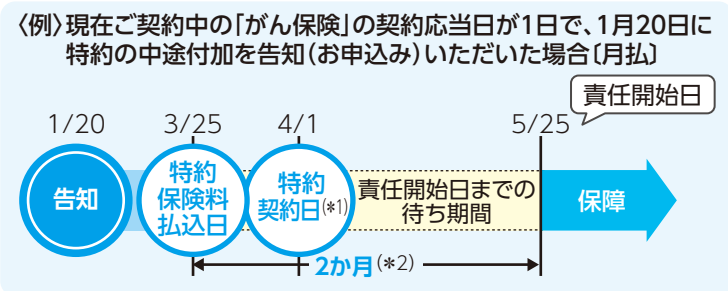 〈例〉現在ご契約中の「がん保険」の契約応当日が1日で、1月20日に
特約の中途付加を告知(お申込み)いただいた場合〔月払〕
責任開始日
1/20
3/25
4/1
5/25
告知
特約
保険料
払込日
特約
契約日(*1)
責任開始日までの
待ち期間
保障
2か月(*2)